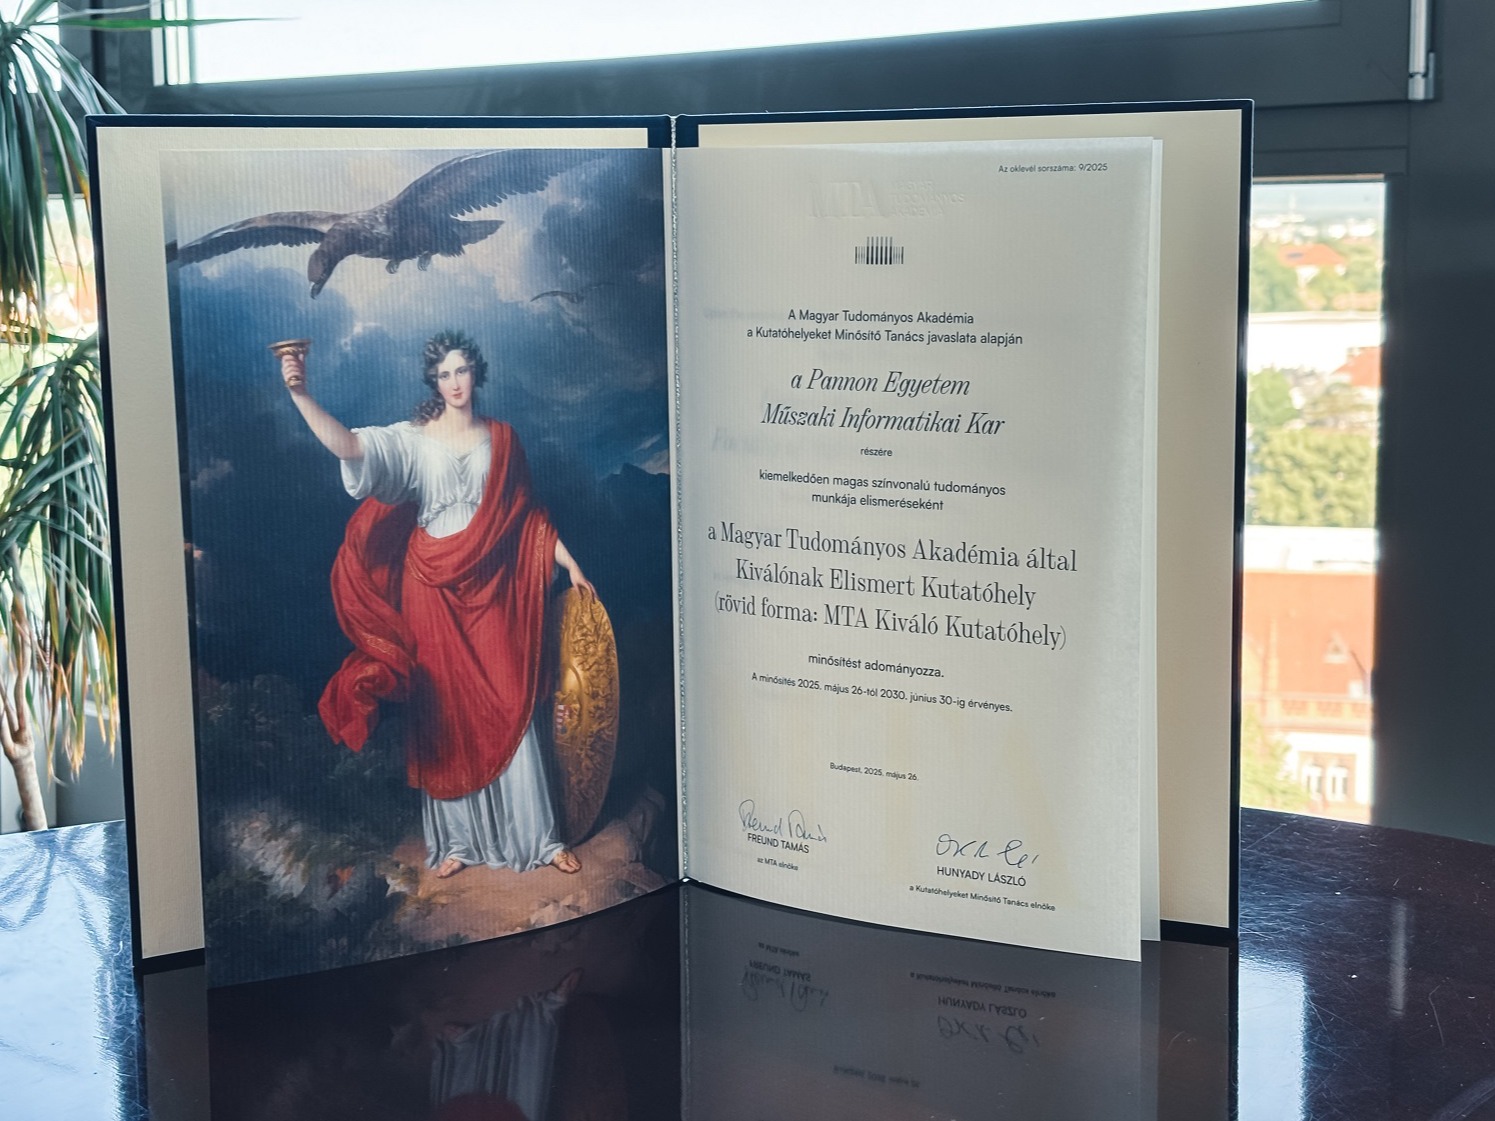 Az oklevél sorszáma: 9/2025
MTA MAGYAR
TUDOMÁNYOS
AKADÉMIA
A Magyar Tudományos Akadémia
a Kutatóhelyeket Minősítő Tanács javaslata alapján
a Pannon Egyetem
Műszaki Informatikai Kar
részére
kiemelkedően magas színvonalú tudományos
munkája elismeréseként
a Magyar Tudományos Akadémia által
Kiválónak Elismert Kutatóhely
(rövid forma: MTA Kiváló Kutatóhely)
minősítést adományozza.
A minősítés 2025. május 26-tól 2030. június 30-ig érvényes.
Budapest, 2025. május 26.
FREUND TAMÁS
az MTA elnöke
HUNYADY LÁSZLÓ
a Kutatóhelyeket Minősítő Tanács elnöke